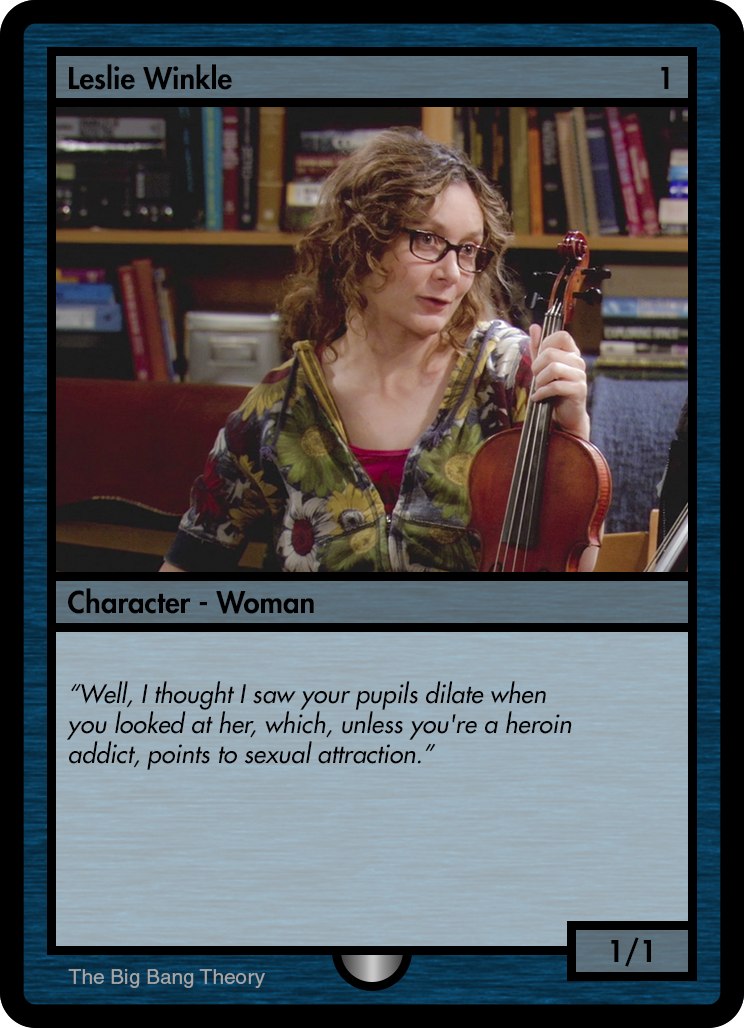 Leslie Winkle 1
Character - Woman
“Well, I thought I saw your pupils dilate when
you looked at her, which, unless you're a heroin
addict, points to sexual attraction.”
1/1
The Big Bang Theory